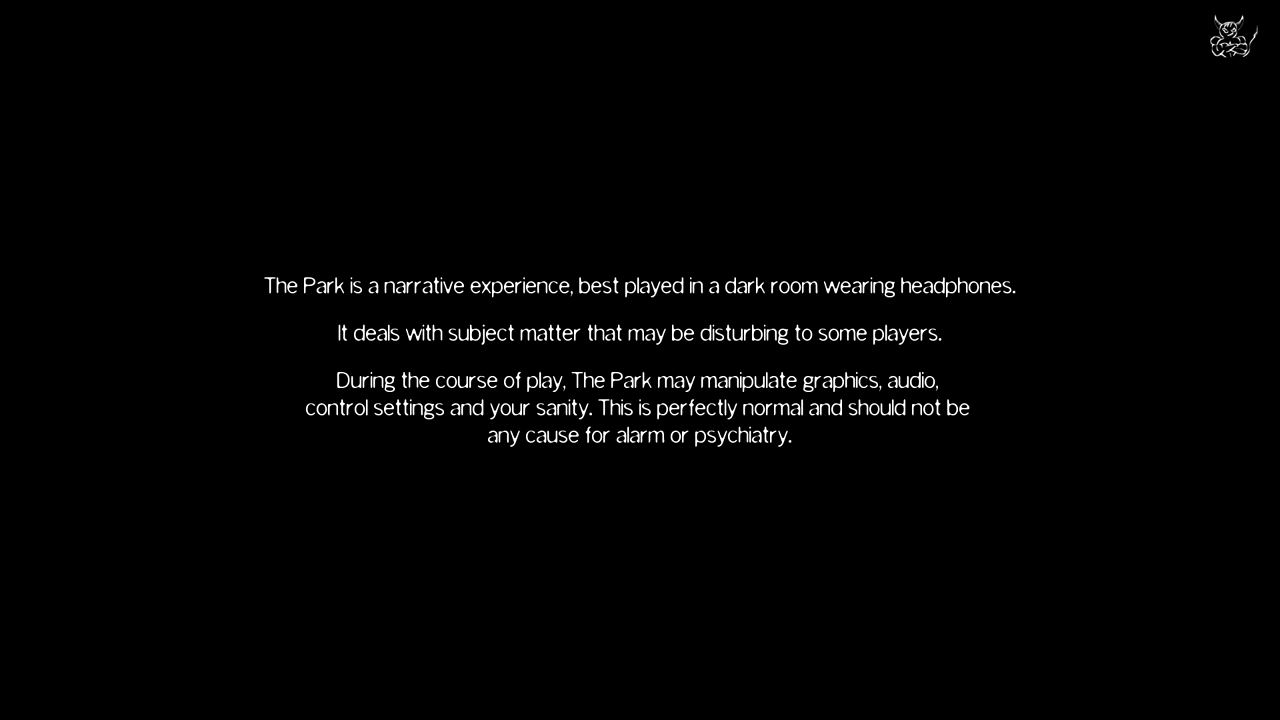 The Park is a narrative experience, best played in a dark room wearing headphones.
It deals with subject matter that may be disturbing to some players.
During the course of play, The Park may manipulate graphics, audio,
control settings and your sanity. This is perfectly normal and should not be
any cause for alarm or psychiatry.